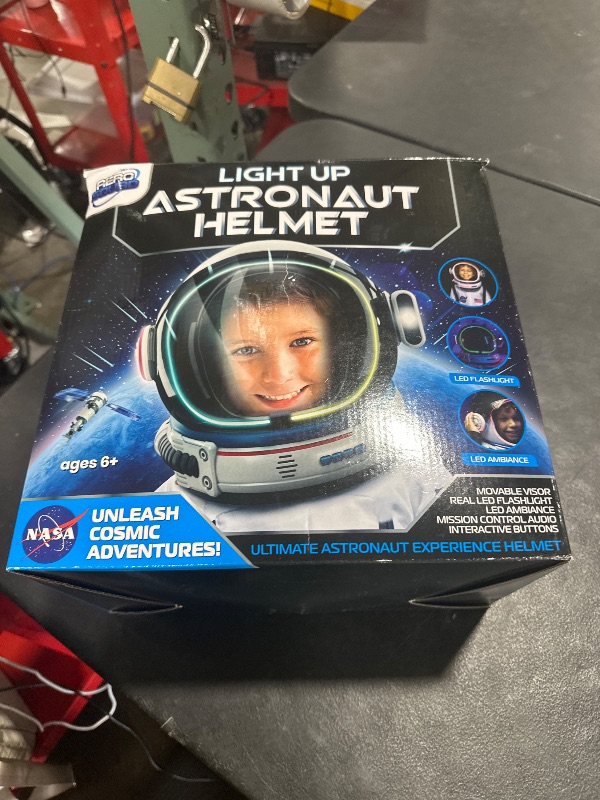 AERO
LIGHT UP
ASTRONAUT
HELMET
LED FLASHLIGHT
LED AMBIANCE
ages 6+
MOVABLE VISOR
REAL LED FLASHLIGHT
LED AMBIANCE
MISSION CONTROL AUDIO
INTERACTIVE BUTTONS
NASA
UNLEASH
COSMIC
ADVENTURES!
ULTIMATE ASTRONAUT EXPERIENCE HELMET